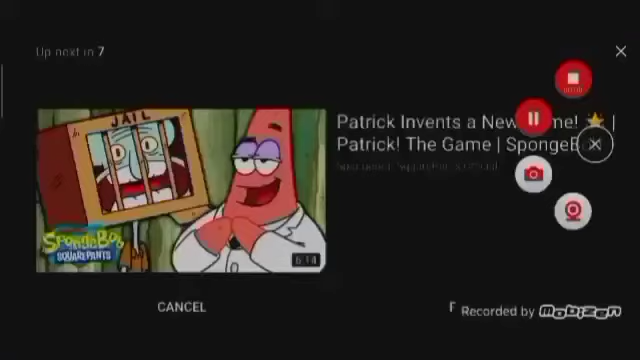 Up next in 7
JAIL
Patrick Invents a New
me! ⭐ |
Patrick! The Game | SpongeB
SPONGEBOB
SQUAREPANTS
6:14
CANCEL
Recorded by mobizen